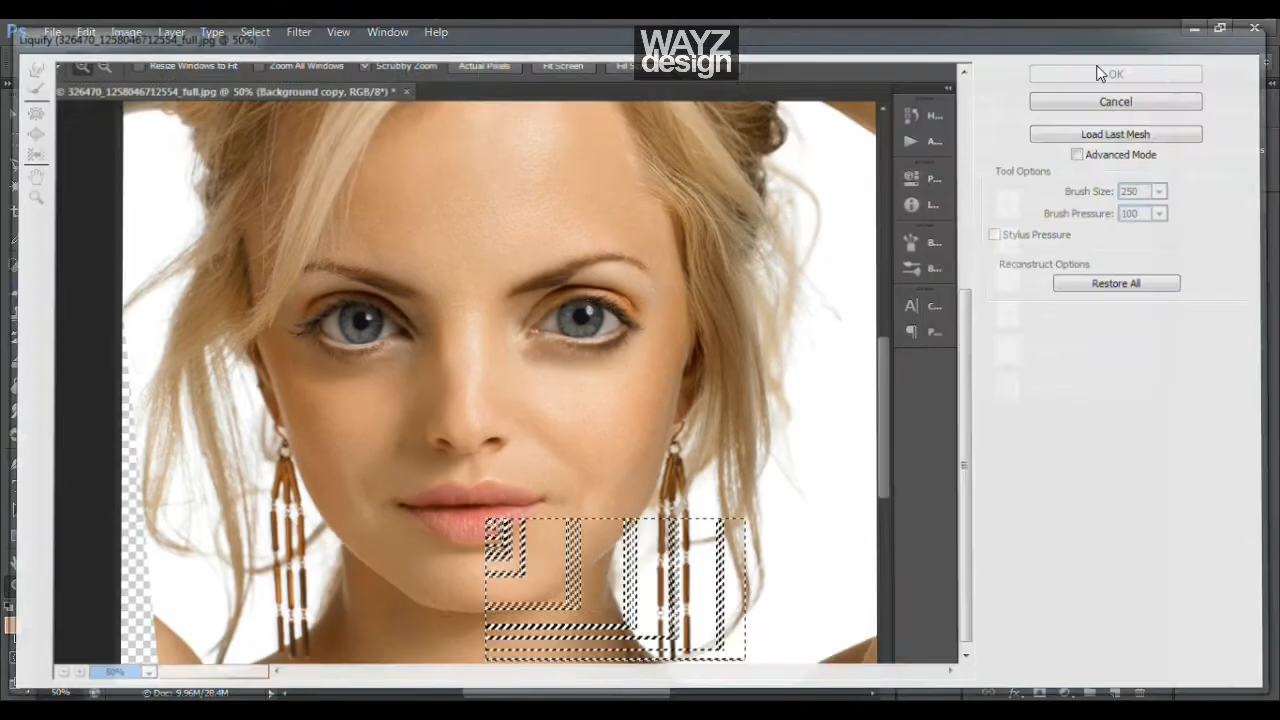 Ps File Edit Image Layer Type Select Filter View Window Help
Liquify (326470_1258046712554_full.jpg @ 50%)
WAYZ
design
Resize Windows to Fit Zoom All Windows Scrubby Zoom Actual Pixels Fit Screen Fill S
326470_1258046712554_full.jpg @ 50% (Background copy, RGB/8*) * ×
OK
Cancel
Load Last Mesh
Advanced Mode
Tool Options
Brush Size: 250
Brush Pressure: 100
Stylus Pressure
Reconstruct Options
Restore All
H...
A...
P...
L...
B...
B...
C...
P...
50%
50% Doc: 9.96M/28.4M